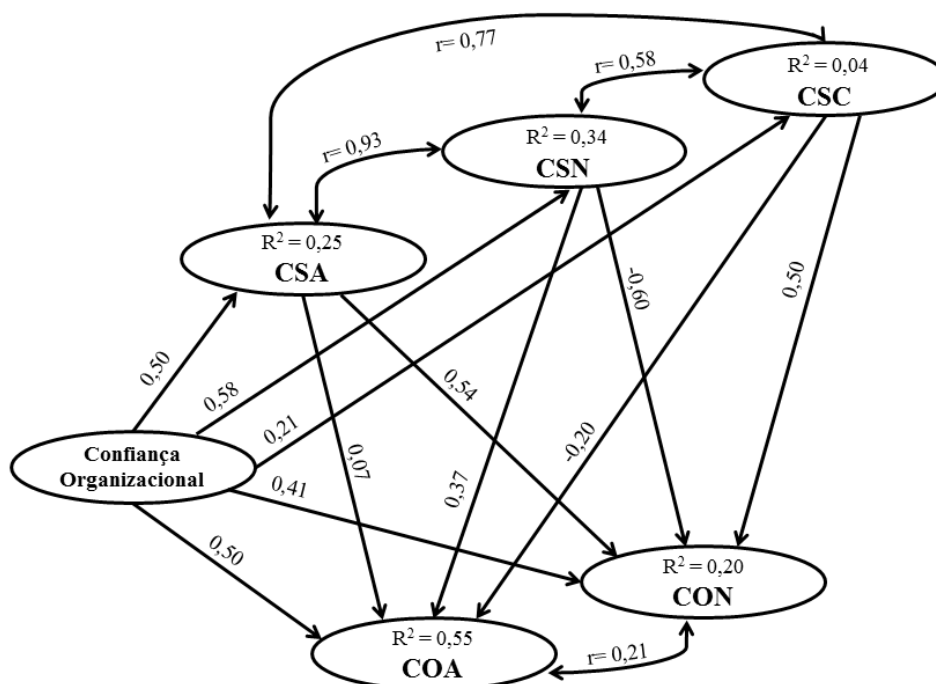 r= 0,77
R² = 0,04
CSC
r= 0,58
R² = 0,34
CSN
r= 0,93
R² = 0,25
CSA
0,50
0,58
0,21
0,54
-0,60
0,50
Confiança
Organizacional
0,41
0,07
0,37
-0,20
0,50
R² = 0,20
CON
R² = 0,55
COA
r= 0,21